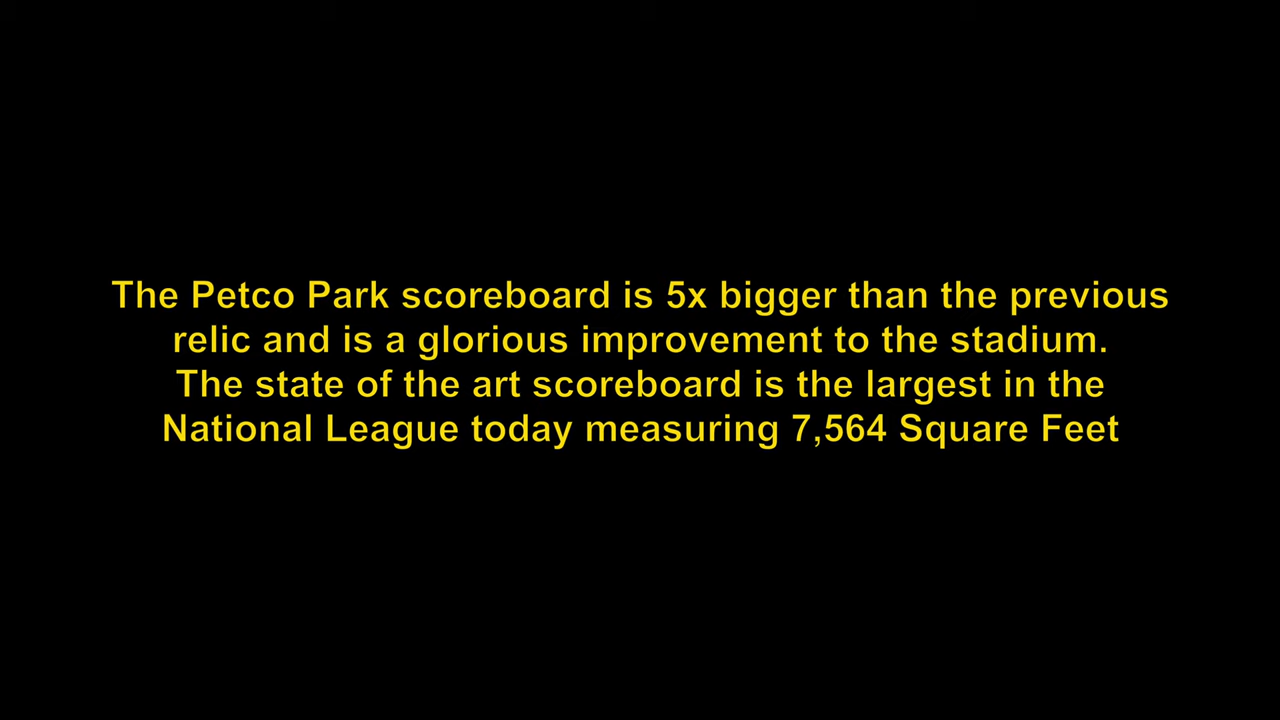 The Petco Park scoreboard is 5x bigger than the previous
relic and is a glorious improvement to the stadium.
The state of the art scoreboard is the largest in the
National League today measuring 7,564 Square Feet